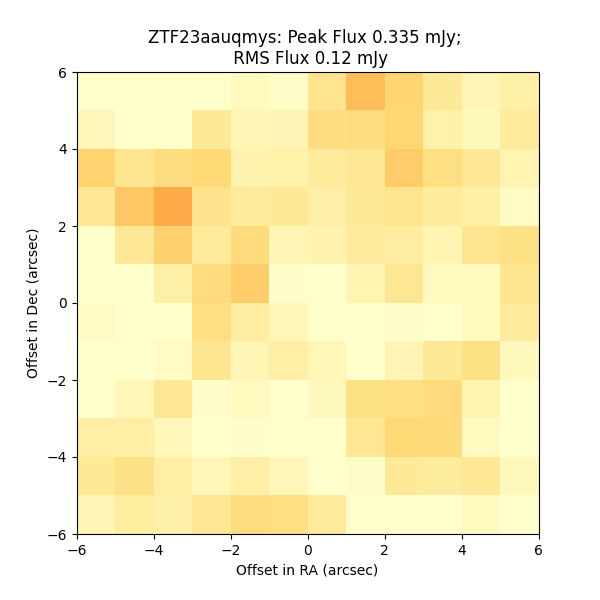 ZTF23aauqmys: Peak Flux 0.335 mJy;
RMS Flux 0.12 mJy
6
4
2
0
−2
−4
−6
Offset in Dec (arcsec)
−6 −4 −2 0 2 4 6
Offset in RA (arcsec)